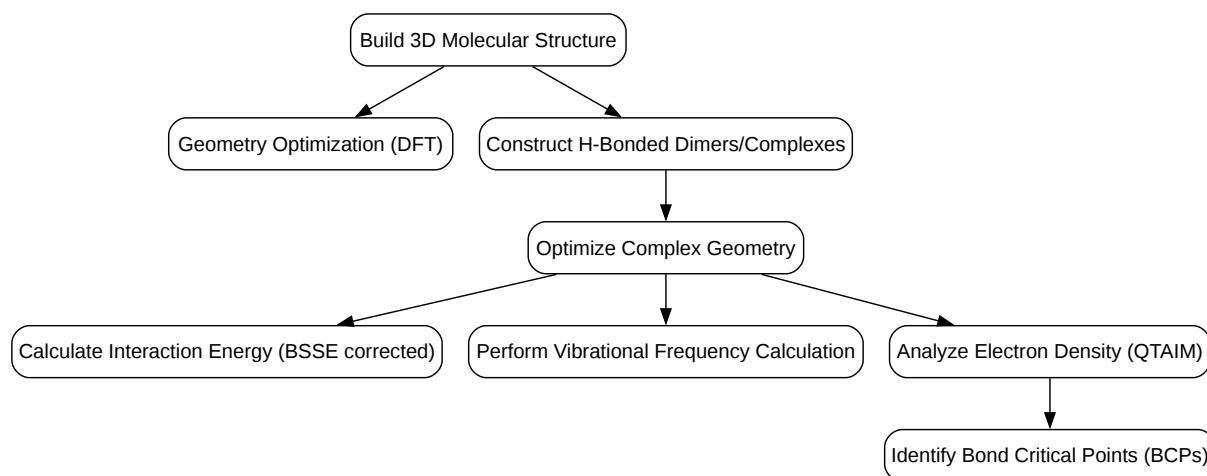 Build 3D Molecular Structure
Geometry Optimization (DFT)
Construct H-Bonded Dimers/Complexes
Optimize Complex Geometry
Calculate Interaction Energy (BSSE corrected)
Perform Vibrational Frequency Calculation
Analyze Electron Density (QTAIM)
Identify Bond Critical Points (BCPs)